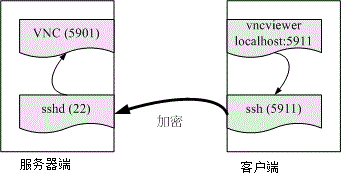 VNC (5901)
vncviewer
localhost:5911
sshd (22)
ssh (5911)
加密
服务器端
客户端